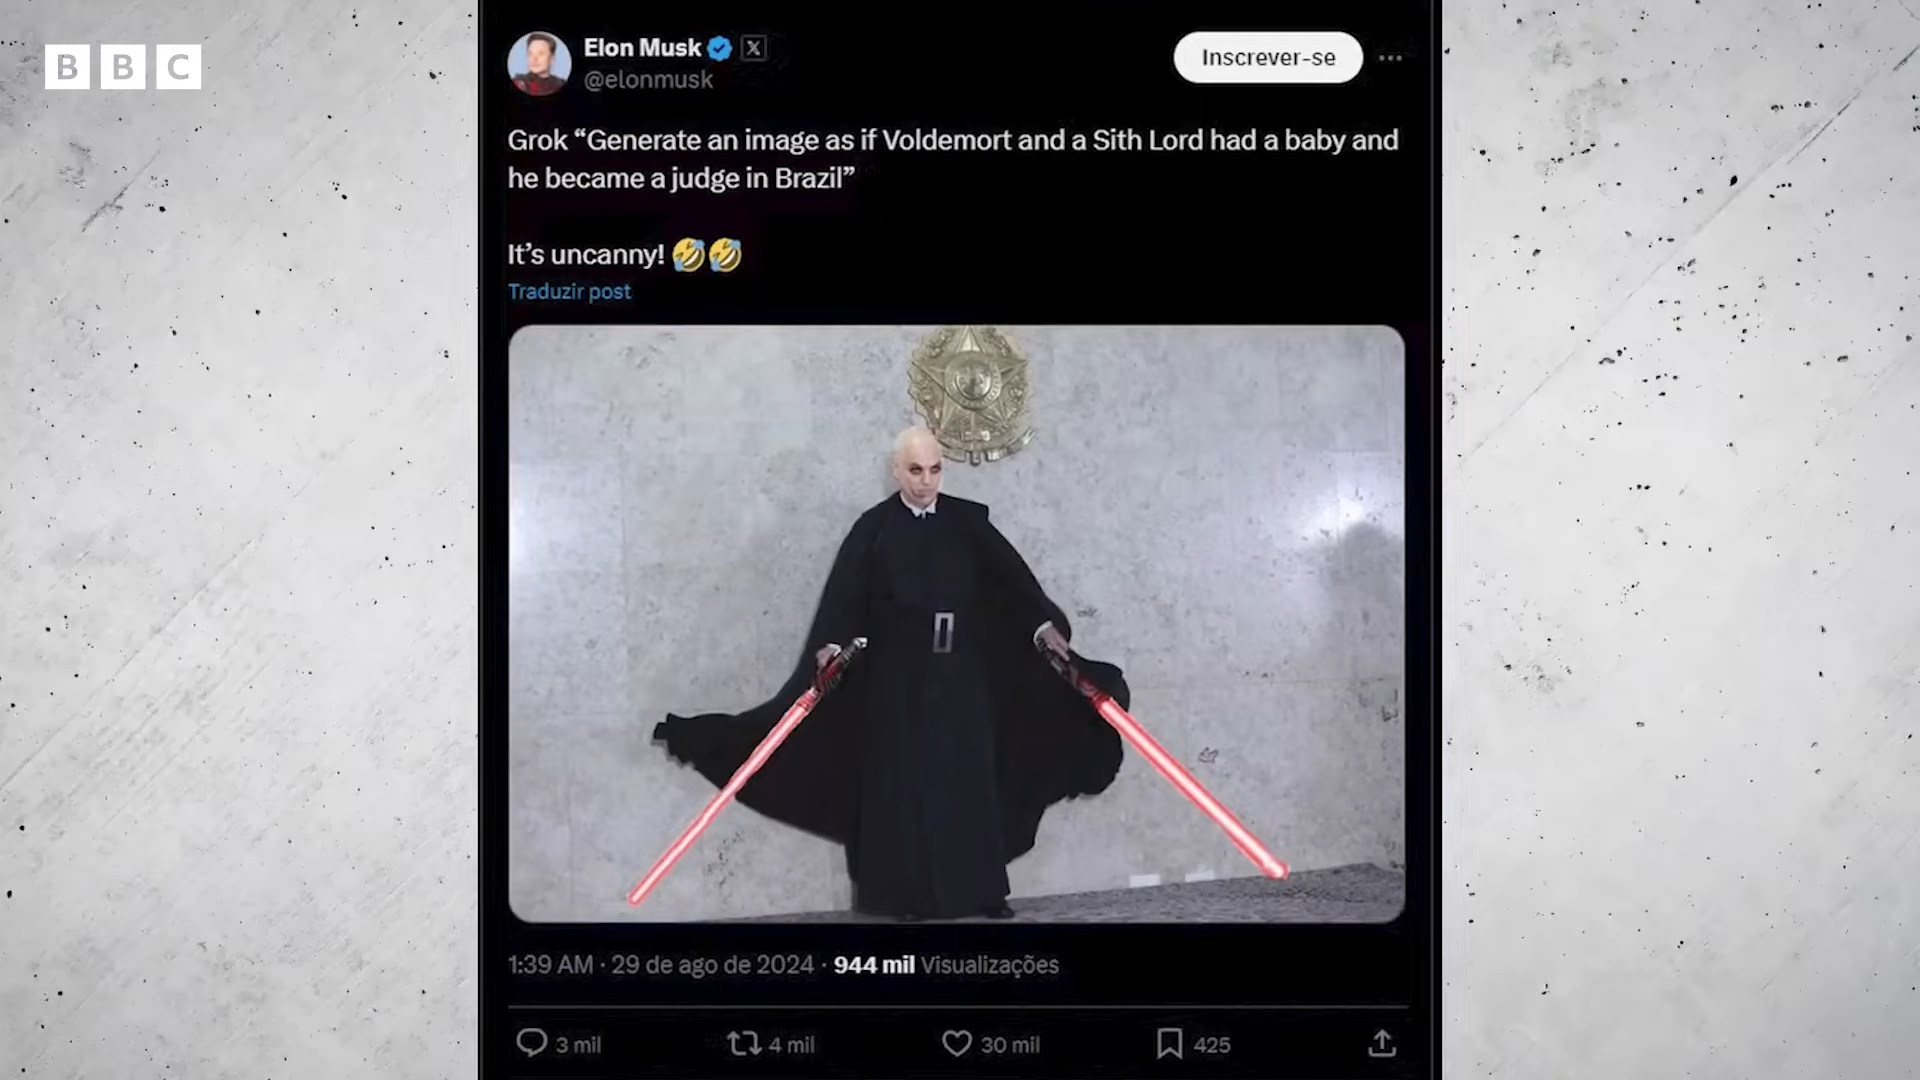 BBC
Elon Musk
@elonmusk
Inscrever-se
Grok “Generate an image as if Voldemort and a Sith Lord had a baby and
he became a judge in Brazil”
It’s uncanny! 🤣🤣
Traduzir post
1:39 AM · 29 de ago de 2024 · 944 mil Visualizações
3 mil
4 mil
30 mil
425